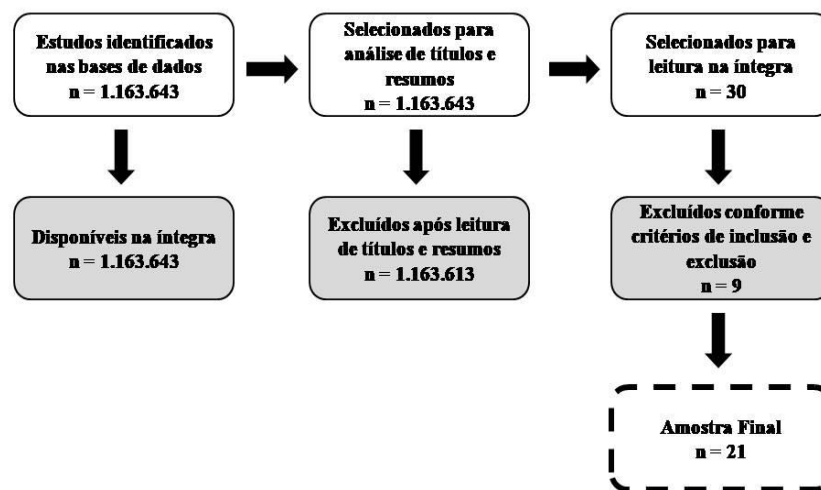 Estudos identificados
nas bases de dados
n = 1.163.643
Selecionados para
análise de títulos e
resumos
n = 1.163.643
Selecionados para
leitura na íntegra
n = 30
Disponíveis na íntegra
n = 1.163.643
Excluídos após leitura
de títulos e resumos
n = 1.163.613
Excluídos conforme
critérios de inclusão e
exclusão
n = 9
Amostra Final
n = 21